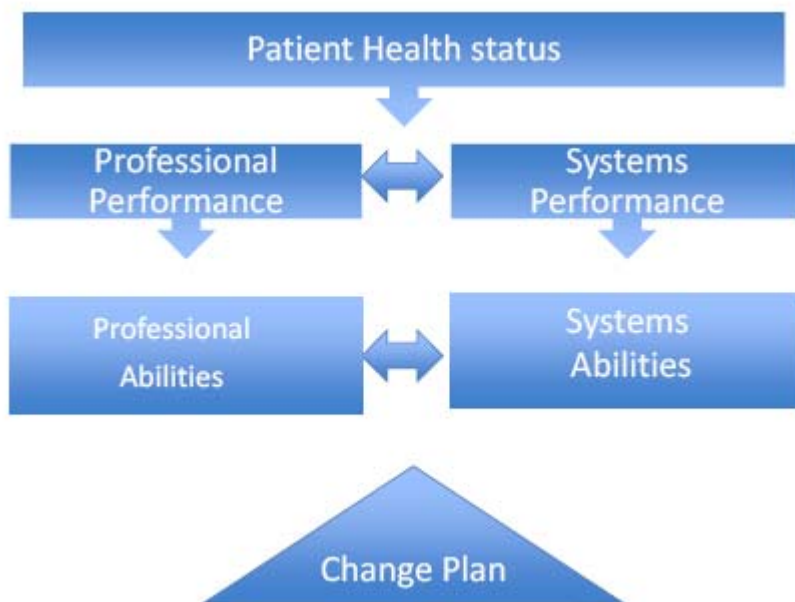 Patient Health status
Professional
Performance
Systems
Performance
Professional
Abilities
Systems
Abilities
Change Plan